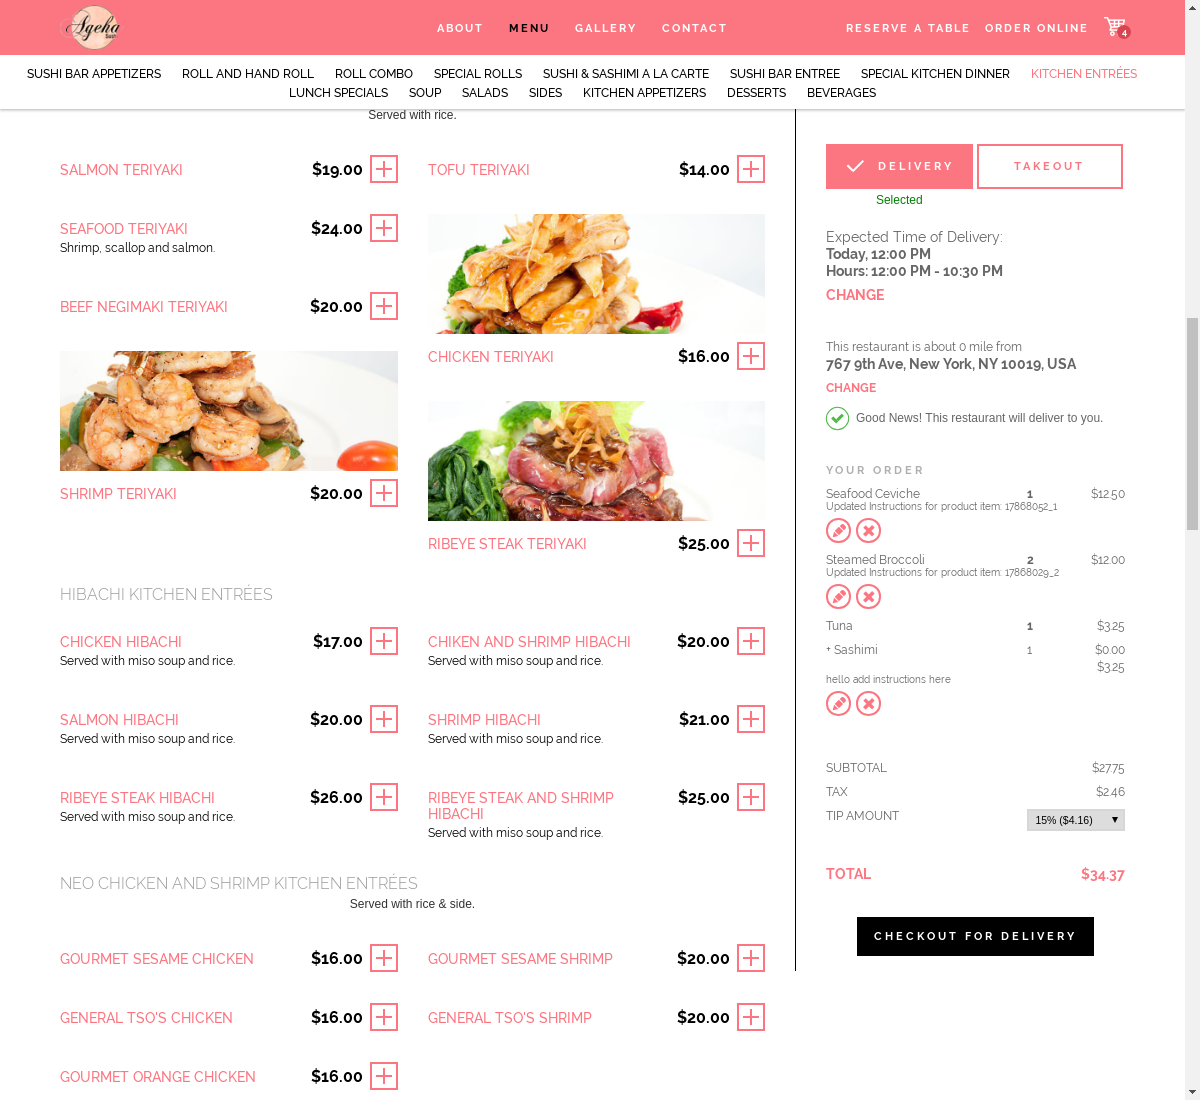 Ageha
ABOUT MENU GALLERY CONTACT RESERVE A TABLE ORDER ONLINE 4
SUSHI BAR APPETIZERS ROLL AND HAND ROLL ROLL COMBO SPECIAL ROLLS SUSHI & SASHIMI A LA CARTE SUSHI BAR ENTREE SPECIAL KITCHEN DINNER KITCHEN ENTRÉES
LUNCH SPECIALS SOUP SALADS SIDES KITCHEN APPETIZERS DESSERTS BEVERAGES
Served with rice.
SALMON TERIYAKI $19.00
TOFU TERIYAKI $14.00
SEAFOOD TERIYAKI $24.00
Shrimp, scallop and salmon.
BEEF NEGIMAKI TERIYAKI $20.00
CHICKEN TERIYAKI $16.00
SHRIMP TERIYAKI $20.00
RIBEYE STEAK TERIYAKI $25.00
HIBACHI KITCHEN ENTRÉES
CHICKEN HIBACHI $17.00
Served with miso soup and rice.
CHIKEN AND SHRIMP HIBACHI $20.00
Served with miso soup and rice.
SALMON HIBACHI $20.00
Served with miso soup and rice.
SHRIMP HIBACHI $21.00
Served with miso soup and rice.
RIBEYE STEAK HIBACHI $26.00
Served with miso soup and rice.
RIBEYE STEAK AND SHRIMP $25.00
HIBACHI
Served with miso soup and rice.
NEO CHICKEN AND SHRIMP KITCHEN ENTRÉES
Served with rice & side.
GOURMET SESAME CHICKEN $16.00
GOURMET SESAME SHRIMP $20.00
GENERAL TSO'S CHICKEN $16.00
GENERAL TSO'S SHRIMP $20.00
GOURMET ORANGE CHICKEN $16.00
DELIVERY TAKEOUT
Selected
Expected Time of Delivery:
Today, 12:00 PM
Hours: 12:00 PM - 10:30 PM
CHANGE
This restaurant is about 0 mile from
767 9th Ave, New York, NY 10019, USA
CHANGE
Good News! This restaurant will deliver to you.
YOUR ORDER
Seafood Ceviche 1 $12.50
Updated Instructions for product item: 17868052_1
Steamed Broccoli 2 $12.00
Updated Instructions for product item: 17868029_2
Tuna 1 $3.25
+ Sashimi 1 $0.00
$3.25
hello add instructions here
SUBTOTAL $27.75
TAX $2.46
TIP AMOUNT 15% ($4.16)
TOTAL $34.37
CHECKOUT FOR DELIVERY